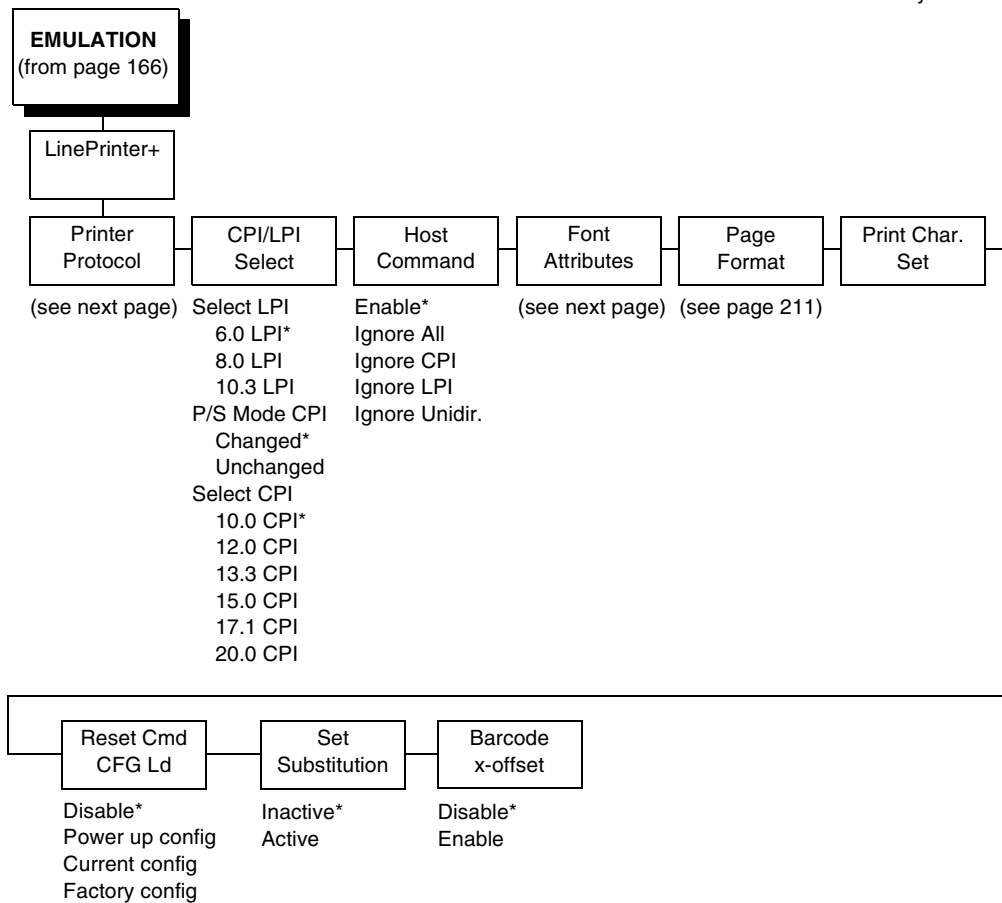 EMULATION
(from page 166)
LinePrinter+
Printer
Protocol
(see next page)
CPI/LPI
Select
Select LPI
6.0 LPI*
8.0 LPI
10.3 LPI
P/S Mode CPI
Changed*
Unchanged
Select CPI
10.0 CPI*
12.0 CPI
13.3 CPI
15.0 CPI
17.1 CPI
20.0 CPI
Host
Command
Enable*
Ignore All
Ignore CPI
Ignore LPI
Ignore Unidir.
Font
Attributes
(see next page)
Page
Format
(see page 211)
Print Char.
Set
Reset Cmd
CFG Ld
Disable*
Power up config
Current config
Factory config
Set
Substitution
Inactive*
Active
Barcode
x-offset
Disable*
Enable